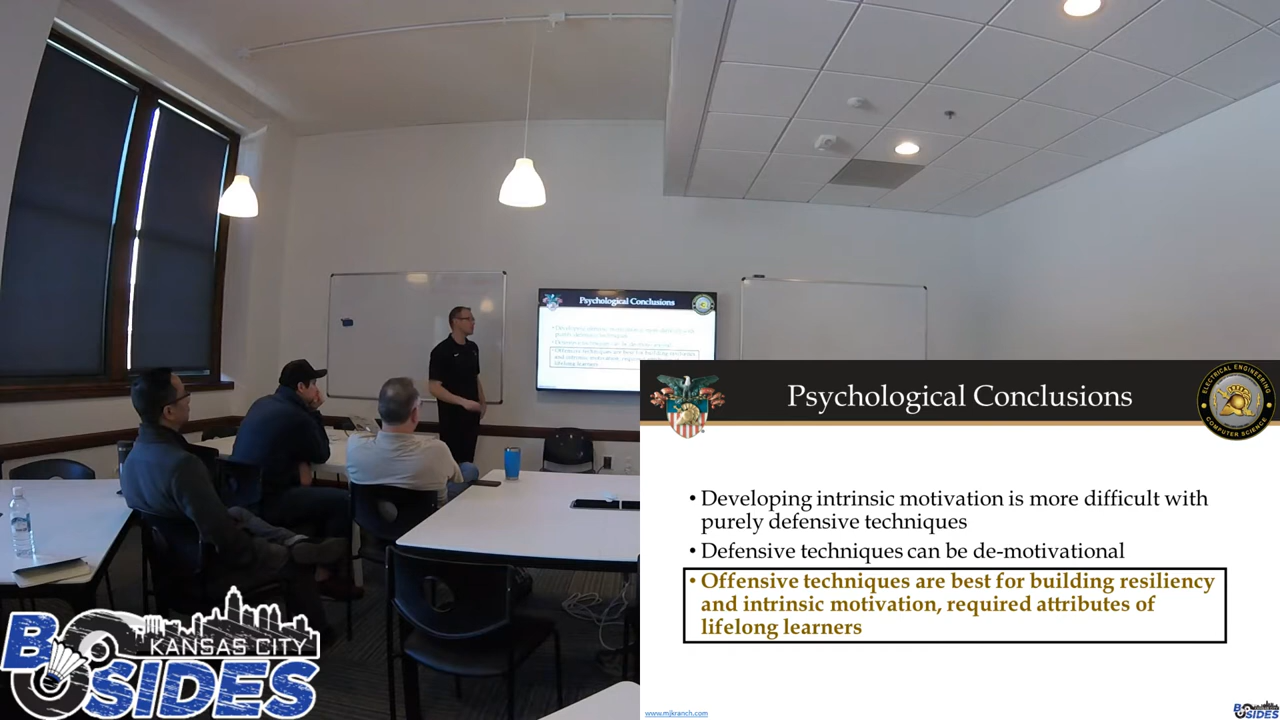 Psychological Conclusions
Psychological Conclusions
ELECTRICAL ENGINEERING
COMPUTER SCIENCE
• Developing intrinsic motivation is more difficult with
purely defensive techniques
• Defensive techniques can be de-motivational
• Offensive techniques are best for building resiliency
and intrinsic motivation, required attributes of
lifelong learners
www.mikranch.com
BSIDES
KANSAS CITY
BSIDES